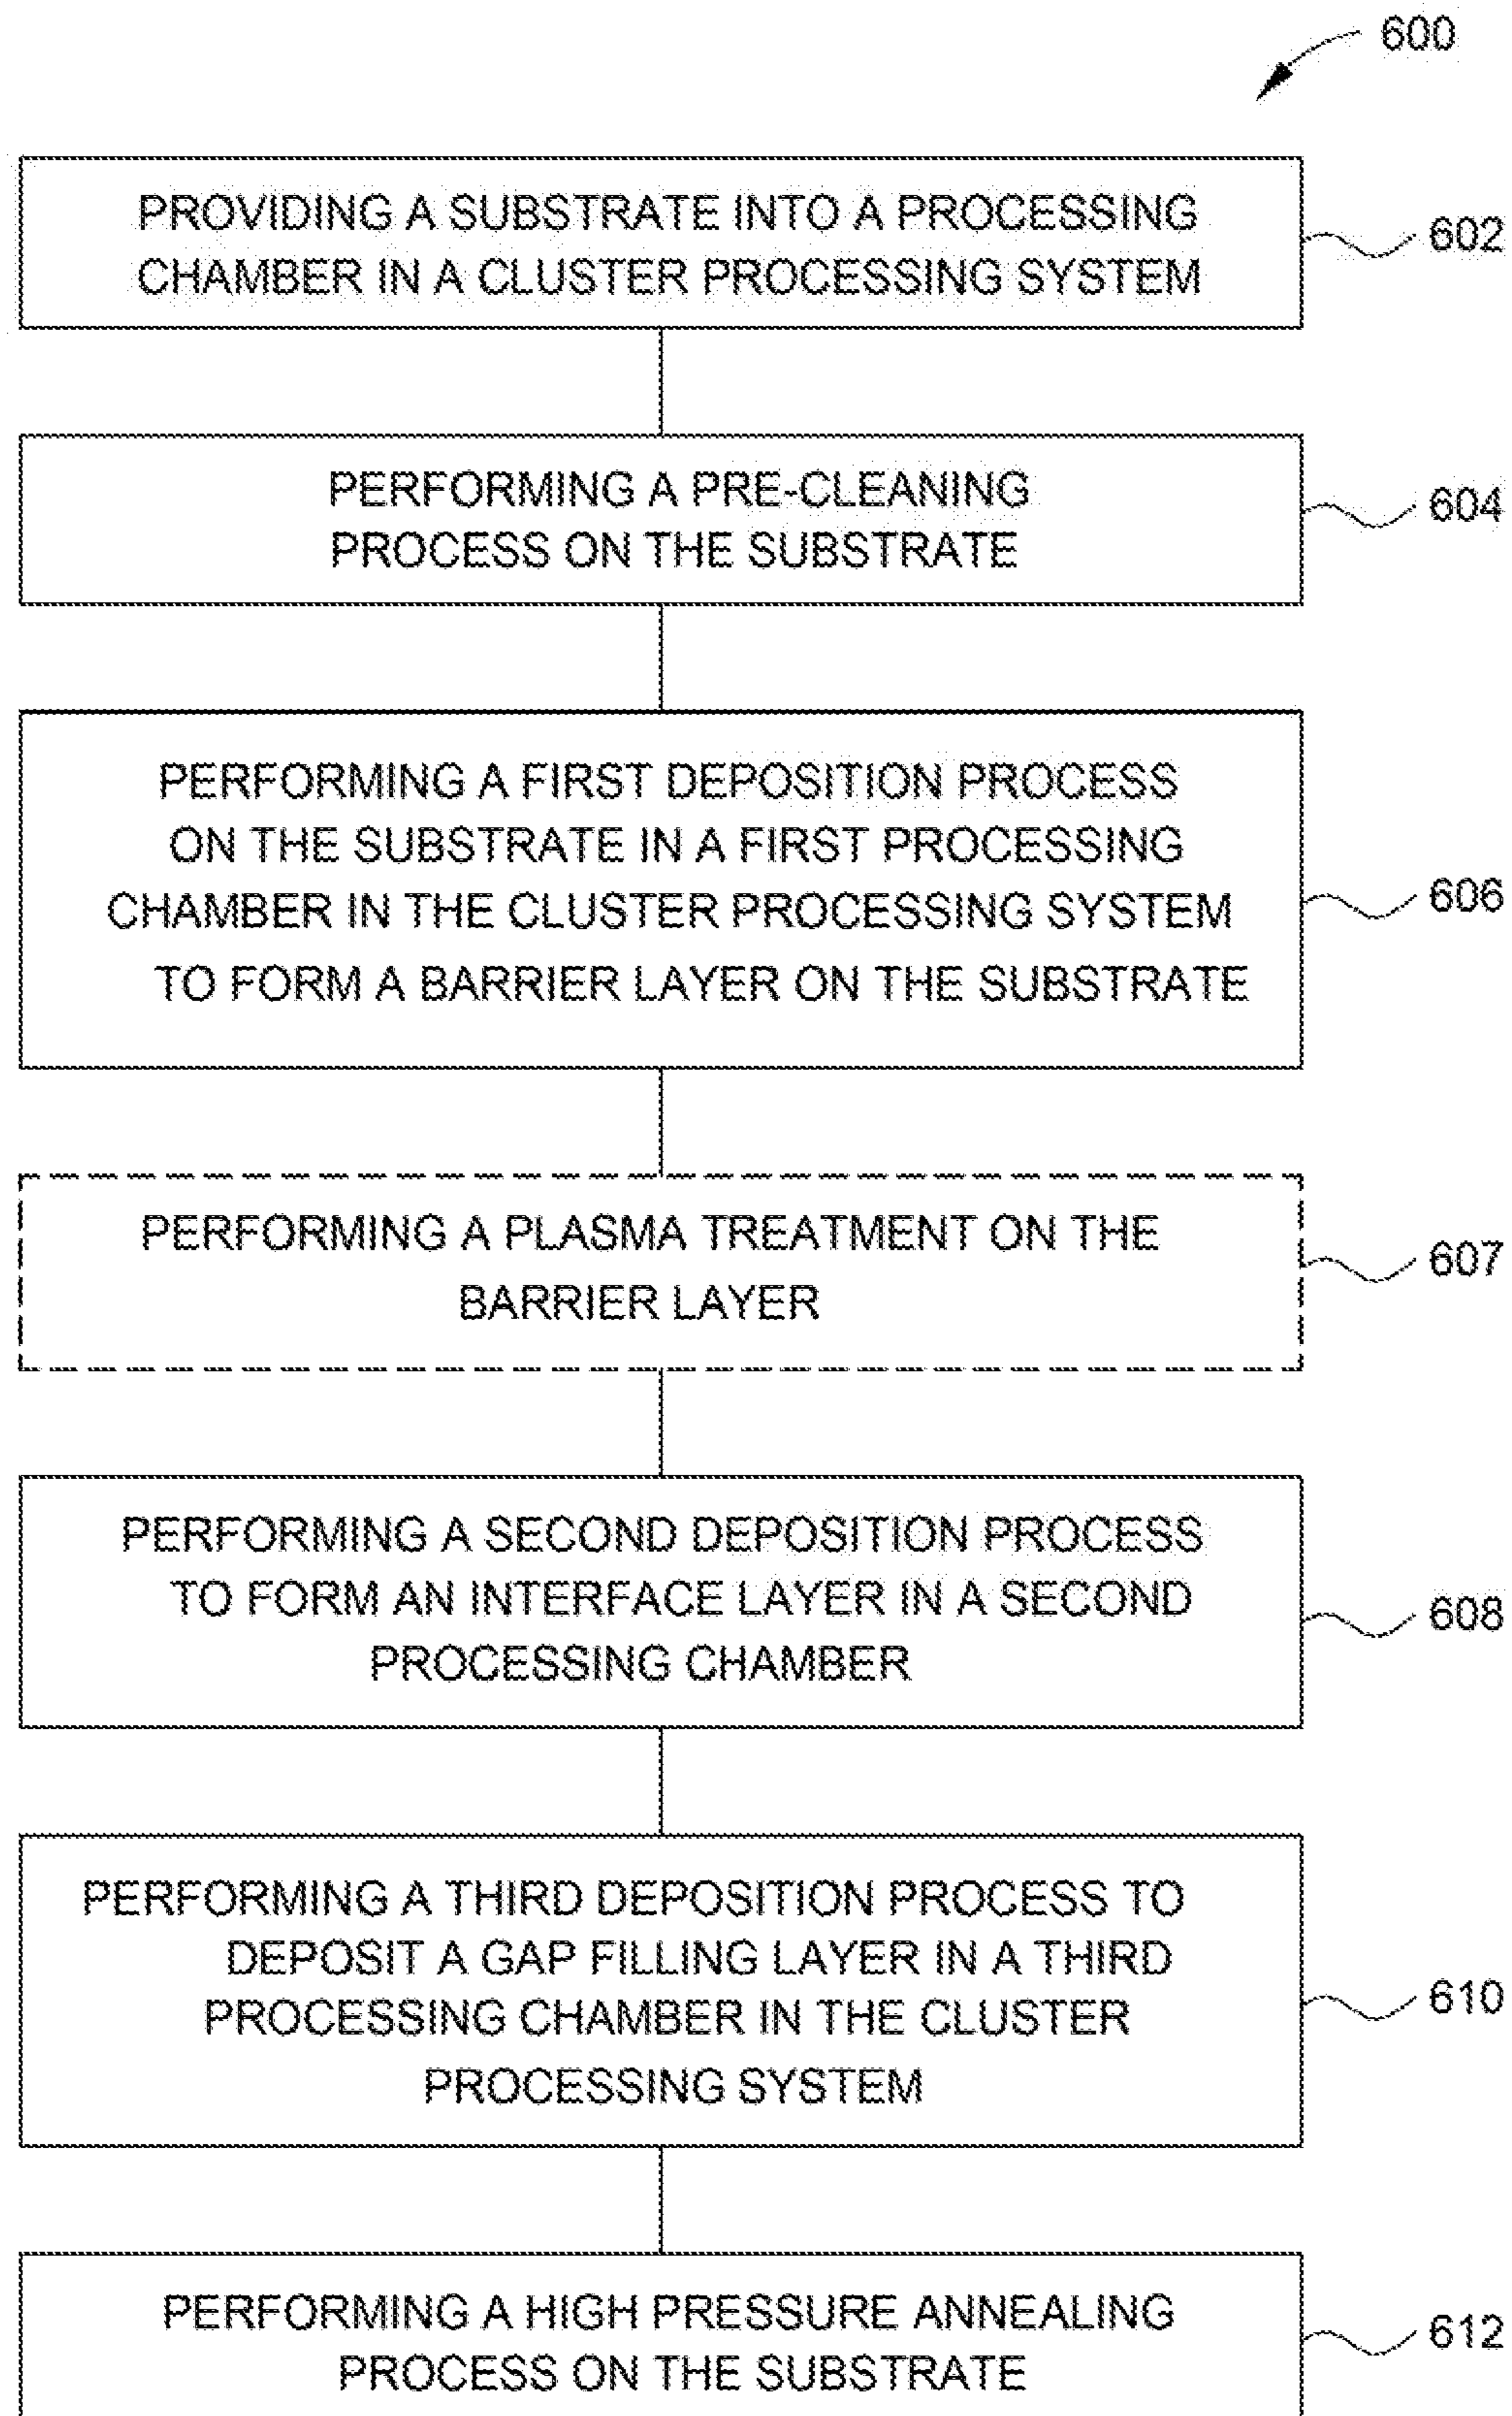 600
PROVIDING A SUBSTRATE INTO A PROCESSING
CHAMBER IN A CLUSTER PROCESSING SYSTEM
602
PERFORMING A PRE-CLEANING
PROCESS ON THE SUBSTRATE
604
PERFORMING A FIRST DEPOSITION PROCESS
ON THE SUBSTRATE IN A FIRST PROCESSING
CHAMBER IN THE CLUSTER PROCESSING SYSTEM
TO FORM A BARRIER LAYER ON THE SUBSTRATE
606
PERFORMING A PLASMA TREATMENT ON THE
BARRIER LAYER
607
PERFORMING A SECOND DEPOSITION PROCESS
TO FORM AN INTERFACE LAYER IN A SECOND
PROCESSING CHAMBER
608
PERFORMING A THIRD DEPOSITION PROCESS TO
DEPOSIT A GAP FILLING LAYER IN A THIRD
PROCESSING CHAMBER IN THE CLUSTER
PROCESSING SYSTEM
610
PERFORMING A HIGH PRESSURE ANNEALING
PROCESS ON THE SUBSTRATE
612